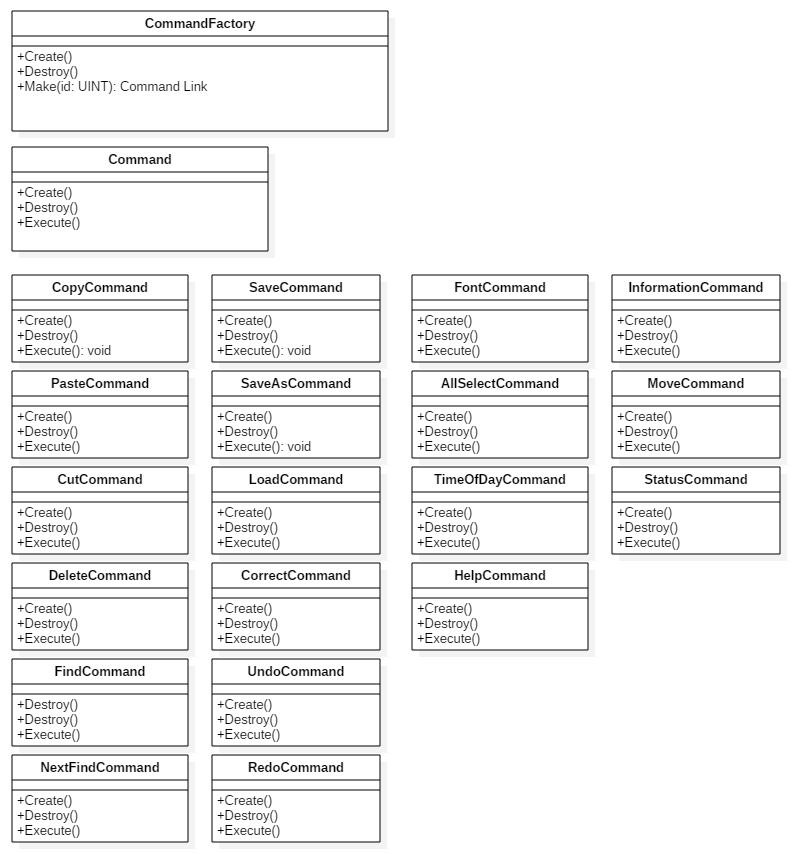 CommandFactory
+Create()
+Destroy()
+Make(id: UINT): Command Link
Command
+Create()
+Destroy()
+Execute()
CopyCommand
+Create()
+Destroy()
+Execute(): void
SaveCommand
+Create()
+Destroy()
+Execute(): void
FontCommand
+Create()
+Destroy()
+Execute()
InformationCommand
+Create()
+Destroy()
+Execute()
PasteCommand
+Create()
+Destroy()
+Execute()
SaveAsCommand
+Create()
+Destroy()
+Execute(): void
AllSelectCommand
+Create()
+Destroy()
+Execute()
MoveCommand
+Create()
+Destroy()
+Execute()
CutCommand
+Create()
+Destroy()
+Execute()
LoadCommand
+Create()
+Destroy()
+Execute()
TimeOfDayCommand
+Create()
+Destroy()
+Execute()
StatusCommand
+Create()
+Destroy()
+Execute()
DeleteCommand
+Create()
+Destroy()
+Execute()
CorrectCommand
+Create()
+Destroy()
+Execute()
HelpCommand
+Create()
+Destroy()
+Execute()
FindCommand
+Destroy()
+Destroy()
+Execute()
UndoCommand
+Create()
+Destroy()
+Execute()
NextFindCommand
+Create()
+Destroy()
+Execute()
RedoCommand
+Create()
+Destroy()
+Execute()